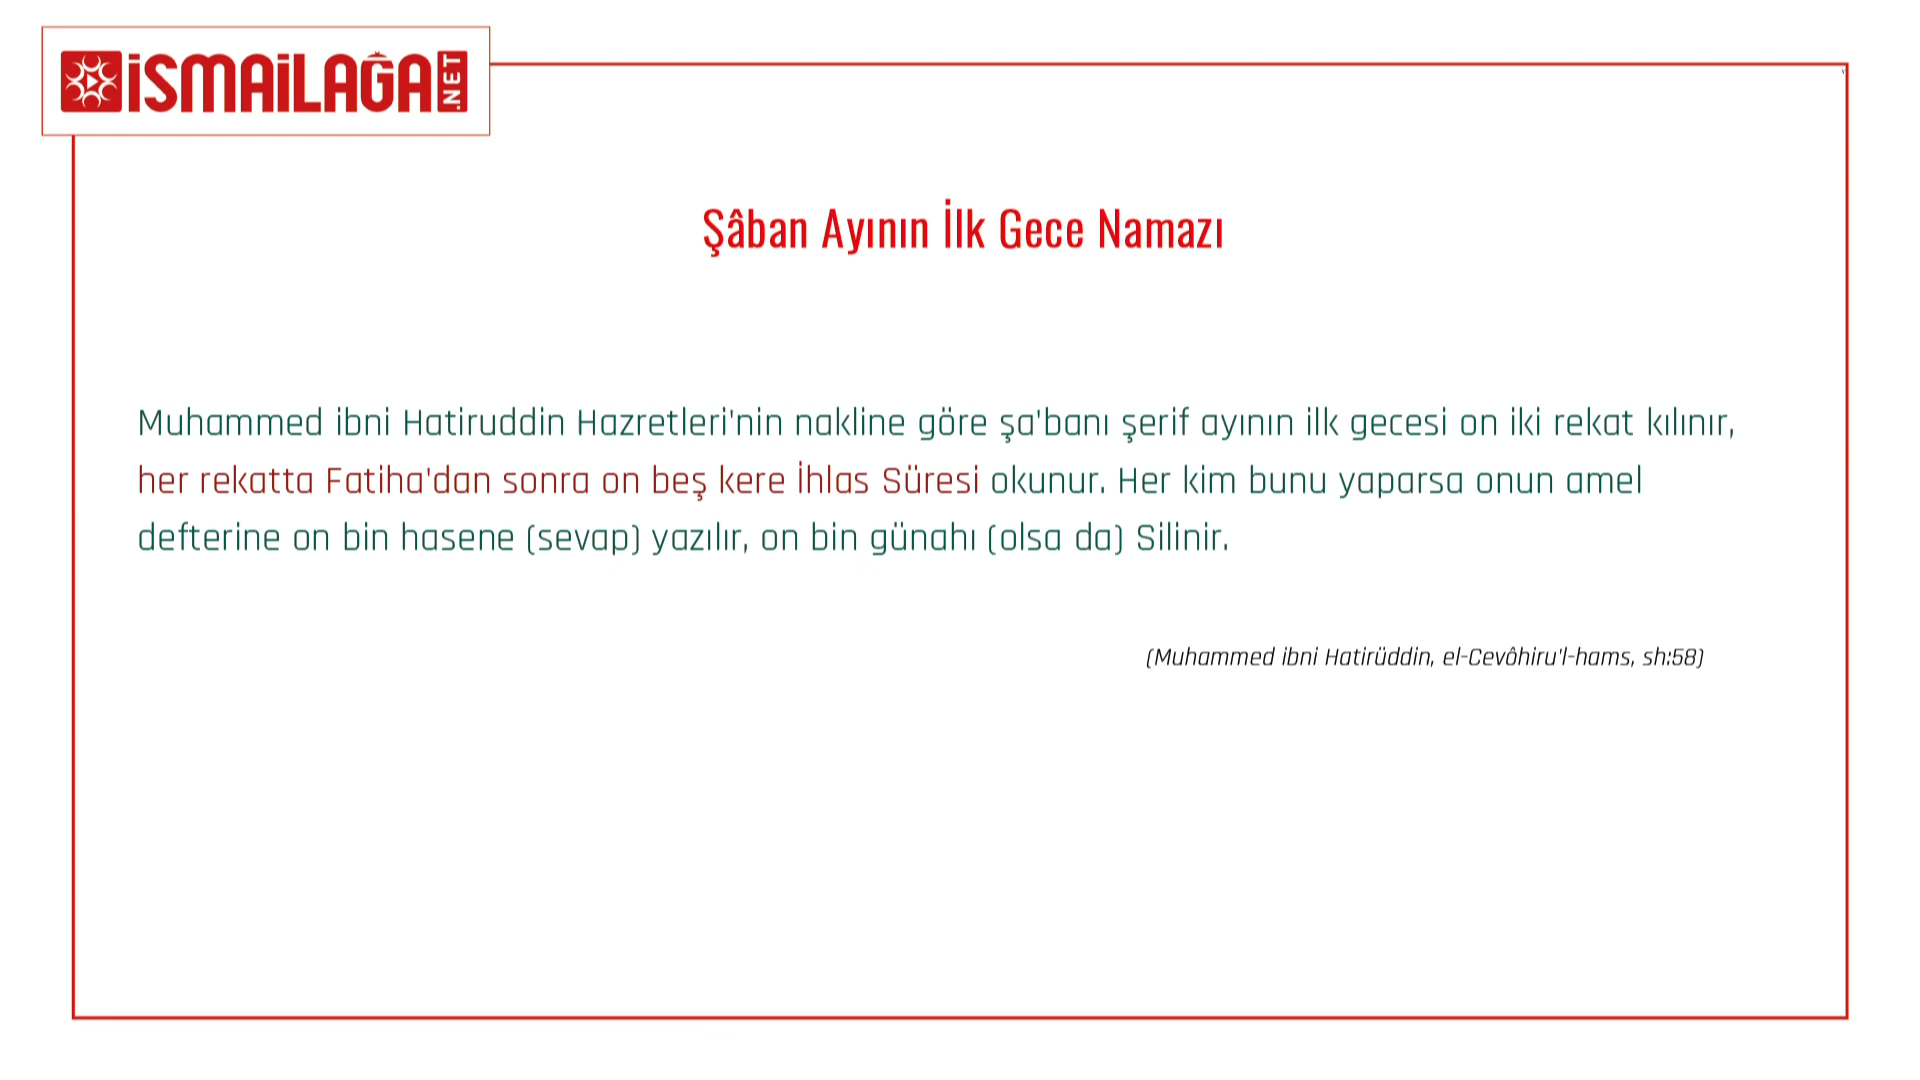 iSMAiLAĞA.NET
Şâban Ayının İlk Gece Namazı
Muhammed ibni Hatiruddin Hazretleri'nin nakline göre şa'banı şerif ayının ilk gecesi on iki rekat kılınır,
her rekatta Fatiha'dan sonra on beş kere İhlas Süresi okunur. Her kim bunu yaparsa onun amel
defterine on bin hasene (sevap) yazılır, on bin günahı (olsa da) Silinir.
(Muhammed ibni Hatirüddin, el-Cevâhiru'l-hams, sh:58)